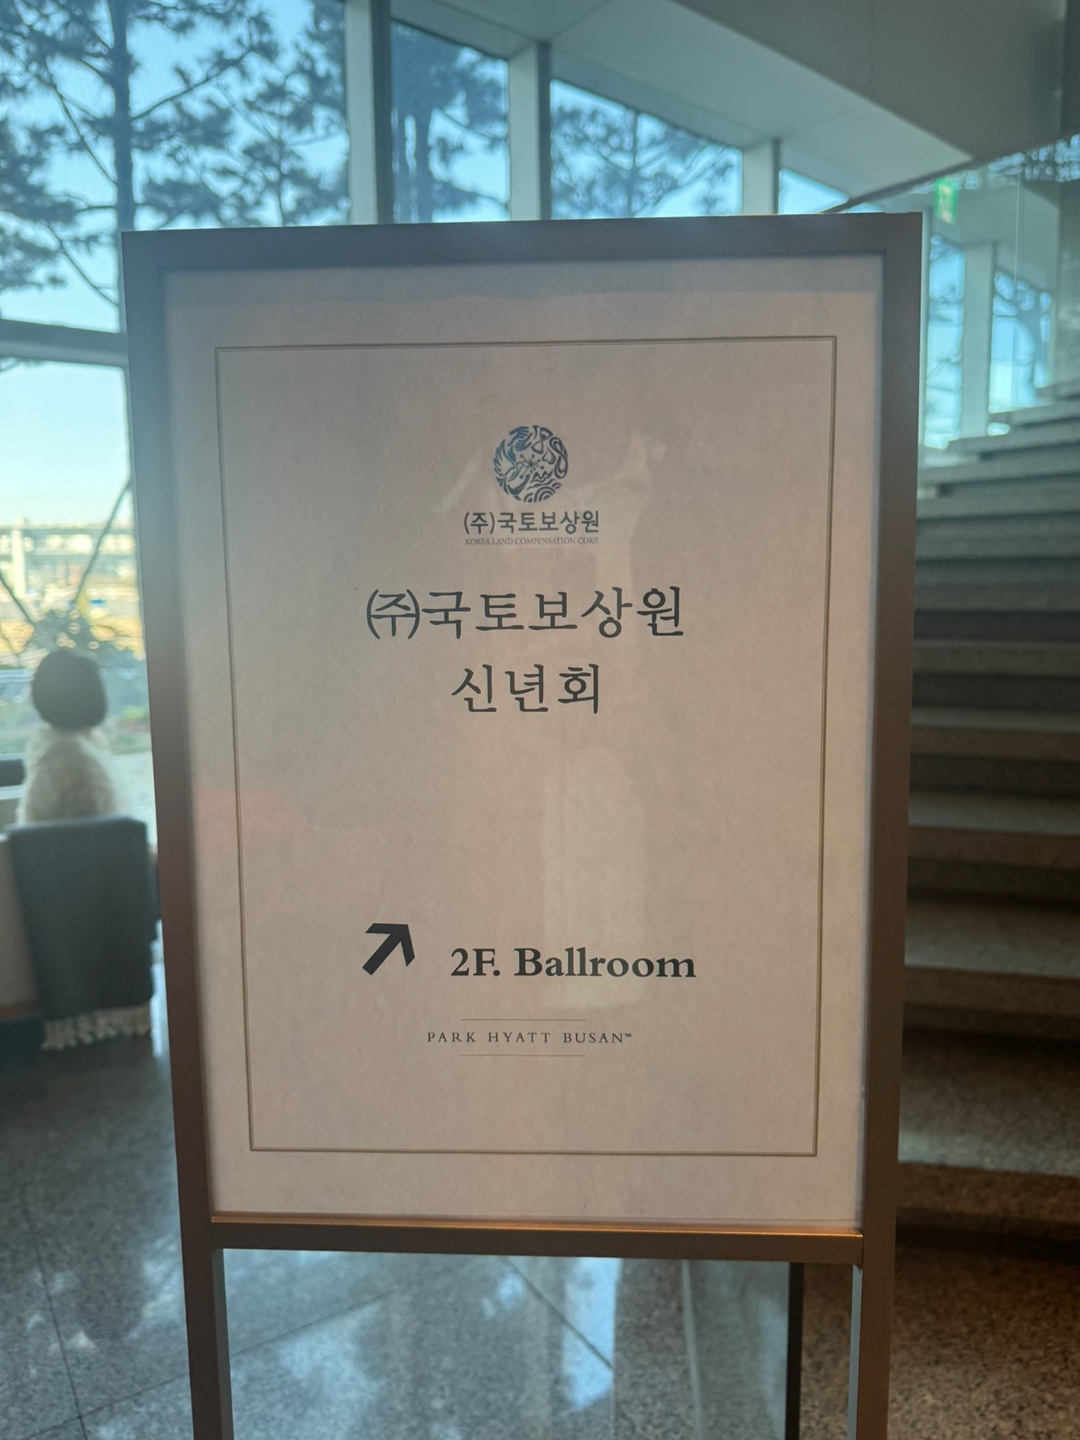 (주)국토보상원
KOREA LAND COMPENSATION CORP.
㈜국토보상원
신년회
2F. Ballroom
PARK HYATT BUSAN™